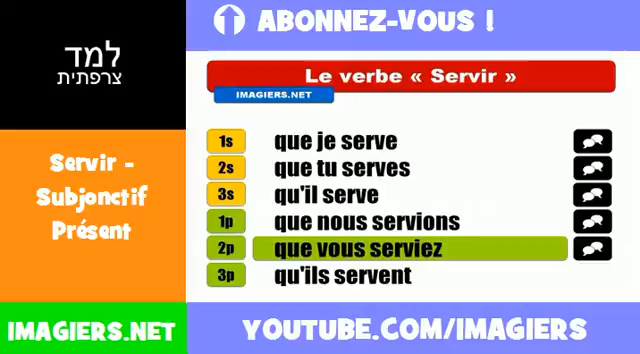 למד
צרפתית
Servir -
Subjonctif
Présent
IMAGIERS.NET
ABONNEZ-VOUS !
Le verbe « Servir »
IMAGIERS.NET
1s que je serve
2s que tu serves
3s qu'il serve
1p que nous servions
2p que vous serviez
3p qu'ils servent
YOUTUBE.COM/IMAGIERS